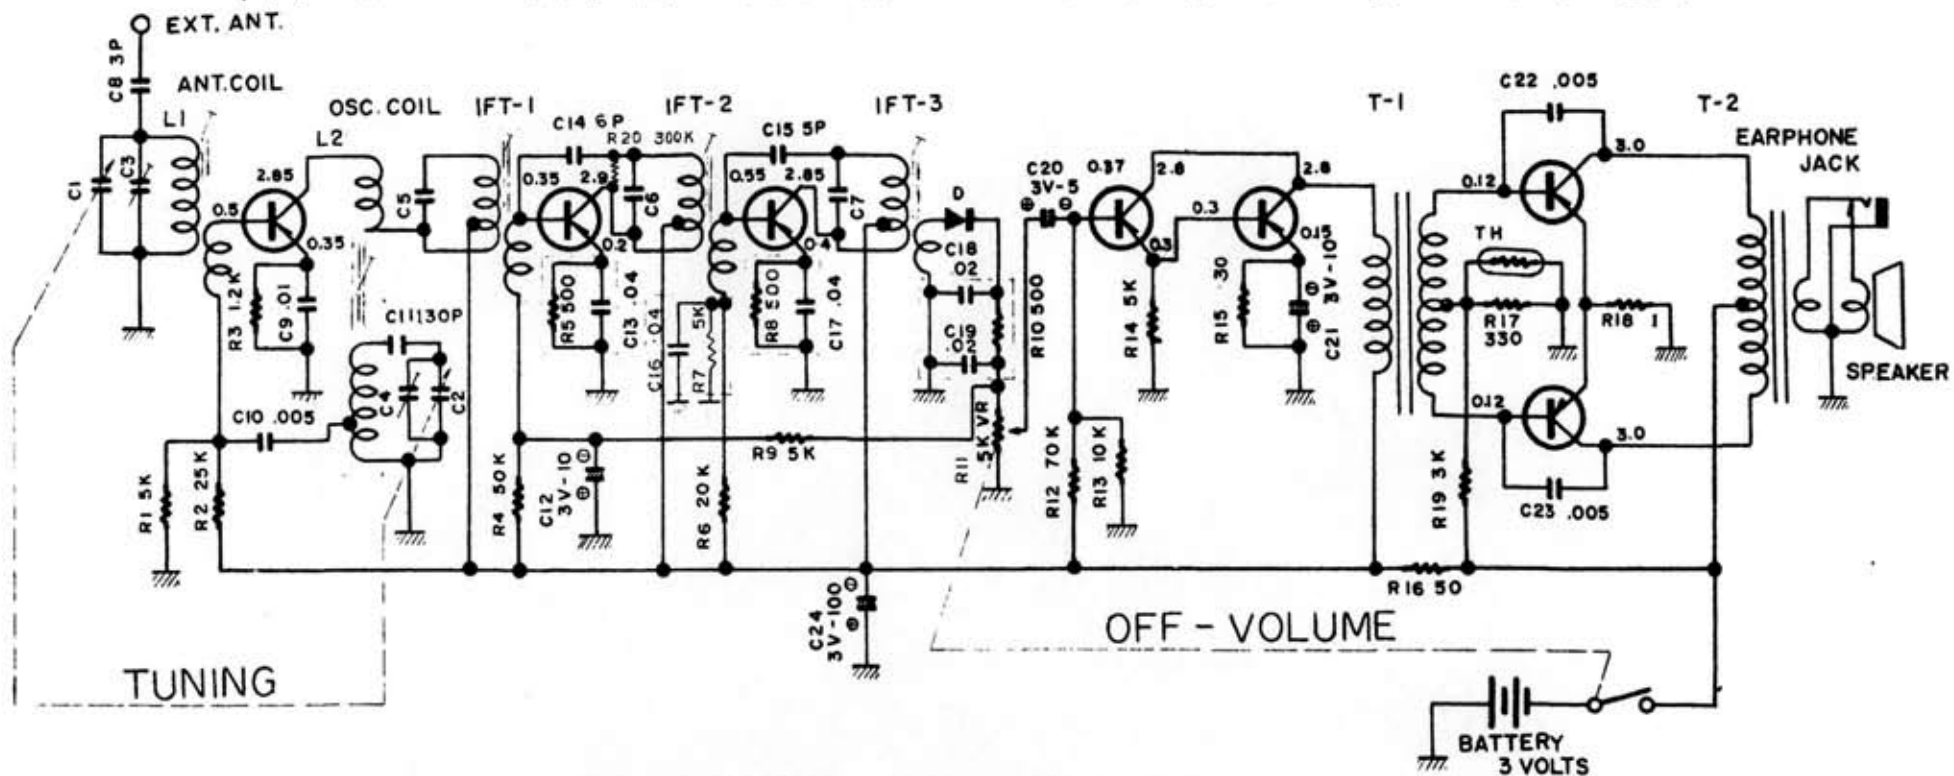 EXT. ANT.
C8 3P
ANT.COIL
L1
C1
C3
L2
OSC. COIL
2.85
0.5
0.35
R3 1.2K
C9 .01
C11 130P
C4
C2
C10 .005
R1 5K
R2 25K
C5
IFT-1
C14 6P
R20 300K
0.35
2.9
0.2
C6
R5 500
C13 .04
R4 50K
C12
3V-10
⊖
⊕
IFT-2
C15 5P
0.55
2.85
0.4
C7
C16 .04
R7 5K
R8 500
C17 .04
R6 20K
R9 5K
IFT-3
D
C18
.02
C19
.02
R10 500
R11
5K VR
C24
3V-100
⊖
⊕
C20
3V-5
⊕ ⊖
0.37
2.8
0.3
0.3
2.8
0.15
R14 5K
R15 30
C21
3V-10
⊕
⊕
R12 70K
R13 10K
T-1
C22 .005
0.12
3.0
TH
R17
330
R18 1
0.12
3.0
C23 .005
R19 3K
R16 50
T-2
EARPHONE
JACK
SPEAKER
TUNING
OFF-VOLUME
BATTERY
3 VOLTS